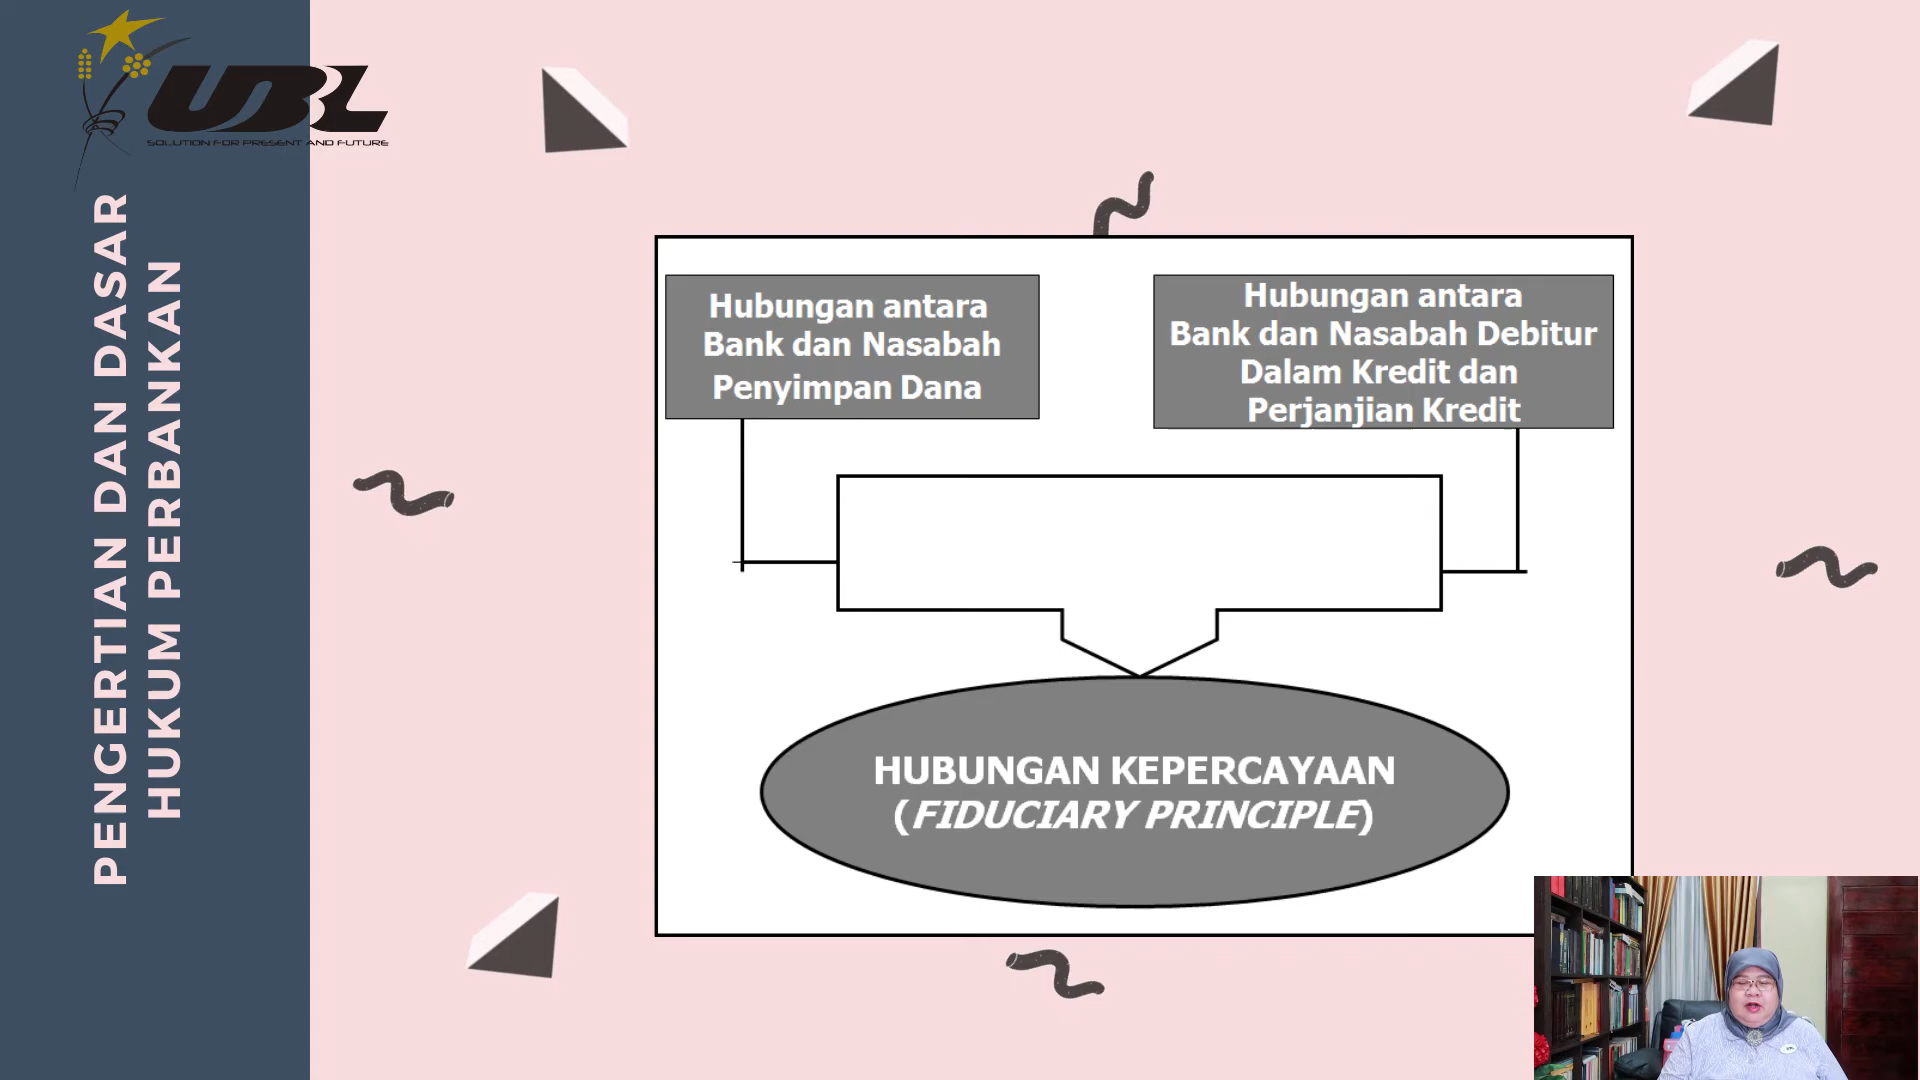 UBL
SOLUTION FOR PRESENT AND FUTURE
PENGERTIAN DAN DASAR
HUKUM PERBANKAN
Hubungan antara
Bank dan Nasabah
Penyimpan Dana
Hubungan antara
Bank dan Nasabah Debitur
Dalam Kredit dan
Perjanjian Kredit
HUBUNGAN KEPERCAYAAN
(FIDUCIARY PRINCIPLE)